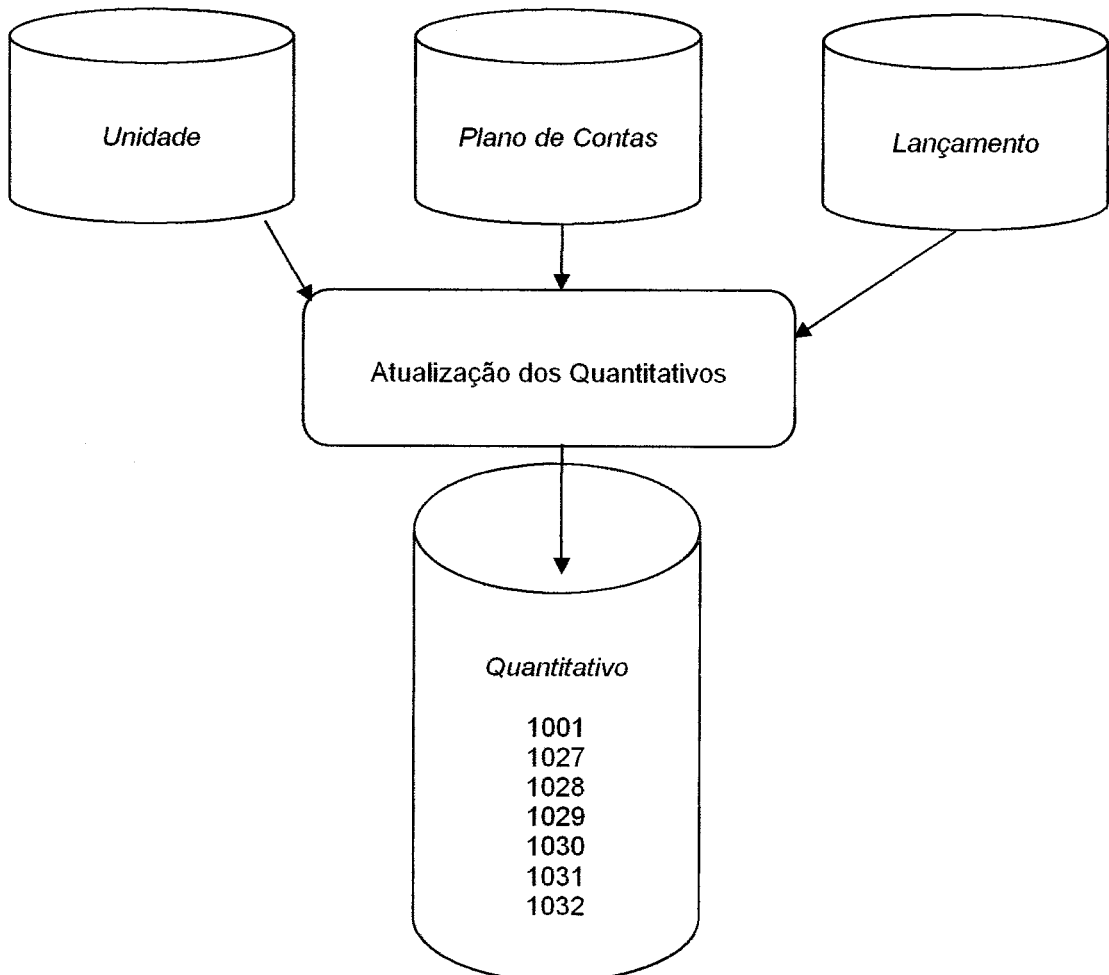 Unidade
Plano de Contas
Lançamento
Atualização dos Quantitativos
Quantitativo
1001
1027
1028
1029
1030
1031
1032